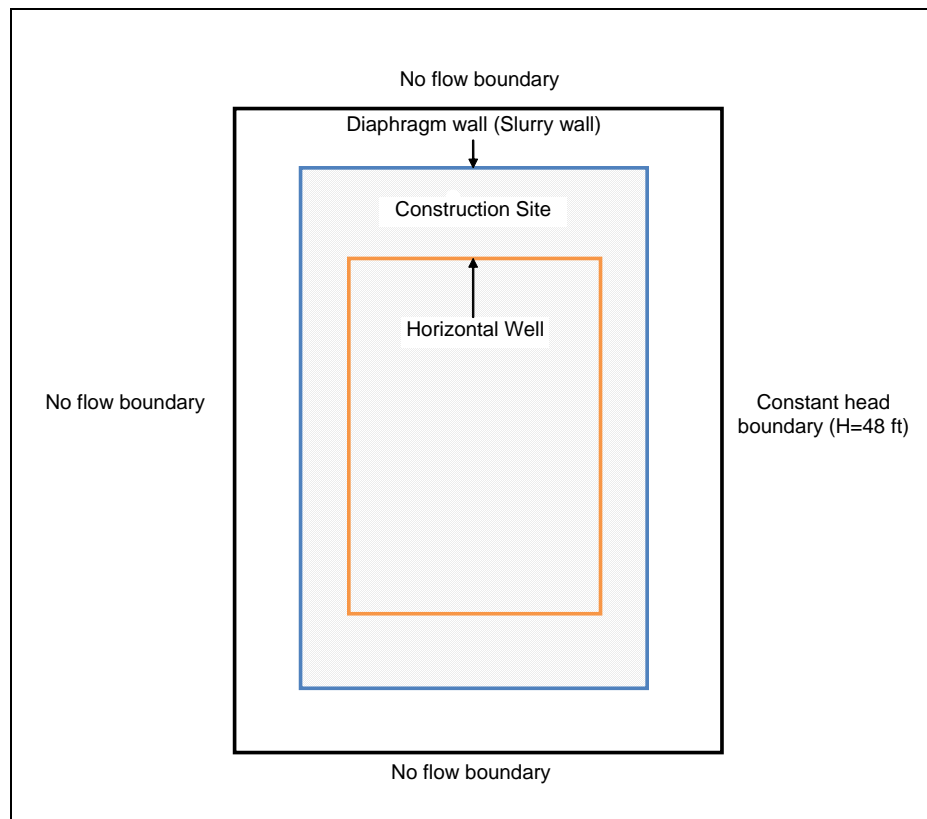 No flow boundary
Diaphragm wall (Slurry wall)
Construction Site
Horizontal Well
No flow boundary
Constant head
boundary (H=48 ft)
No flow boundary